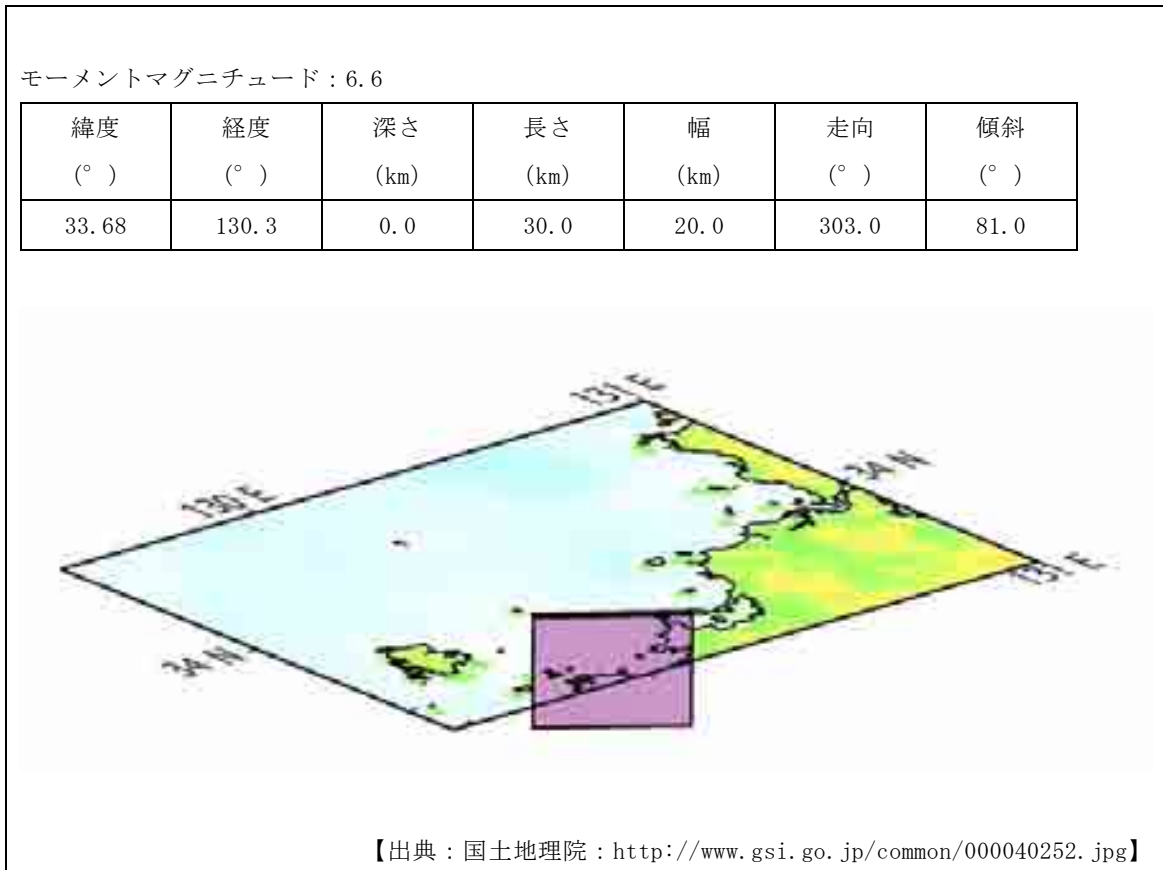 モーメントマグニチュード：6.6
緯度 経度 深さ 長さ 幅 走向 傾斜
(° ) (° ) (km) (km) (km) (° ) (° )
33.68 130.3 0.0 30.0 20.0 303.0 81.0
131 E
34 N
130 E
131 E
34 N
【出典：国土地理院：http://www.gsi.go.jp/common/000040252.jpg】